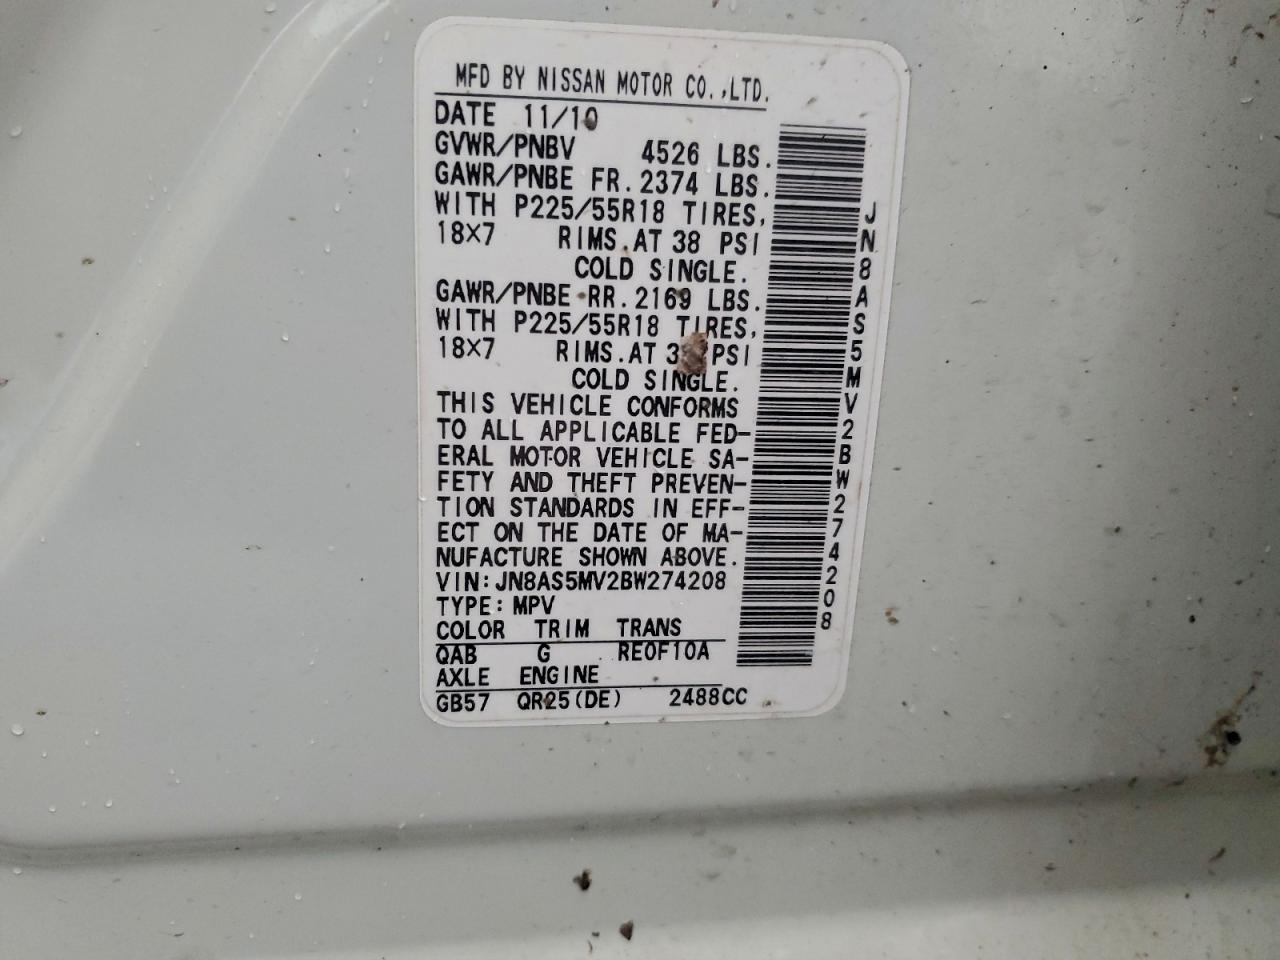 MFD BY NISSAN MOTOR CO.,LTD.
DATE 11/10
GVWR/PNBV 4526 LBS.
GAWR/PNBE FR. 2374 LBS.
WITH P225/55R18 TIRES,
18X7 RIMS.AT 38 PSI
COLD SINGLE.
GAWR/PNBE RR. 2169 LBS.
WITH P225/55R18 TIRES,
18X7 RIMS.AT PSI
COLD SINGLE.
THIS VEHICLE CONFORMS
TO ALL APPLICABLE FED-
ERAL MOTOR VEHICLE SA-
FETY AND THEFT PREVEN-
TION STANDARDS IN EFF-
ECT ON THE DATE OF MA-
NUFACTURE SHOWN ABOVE.
VIN:JN8AS5MV2BW274208
TYPE:MPV
COLOR TRIM TRANS
QAB G RE0F10A
AXLE ENGINE
GB57 QR25(DE) 2488CC
JN8AS5MV2BW274208